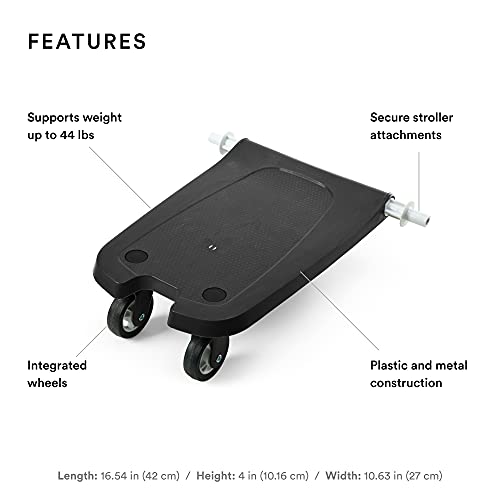 FEATURES
Supports weight
up to 44 lbs
Secure stroller
attachments
Integrated
wheels
Plastic and metal
construction
Length: 16.54 in (42 cm) / Height: 4 in (10.16 cm) / Width: 10.63 in (27 cm)